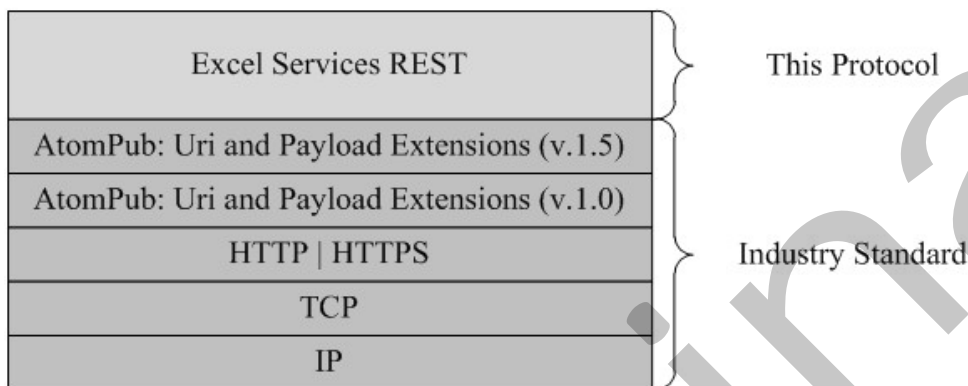 Excel Services REST
This Protocol
AtomPub: Uri and Payload Extensions (v.1.5)
AtomPub: Uri and Payload Extensions (v.1.0)
HTTP | HTTPS
Industry Standard
TCP
IP